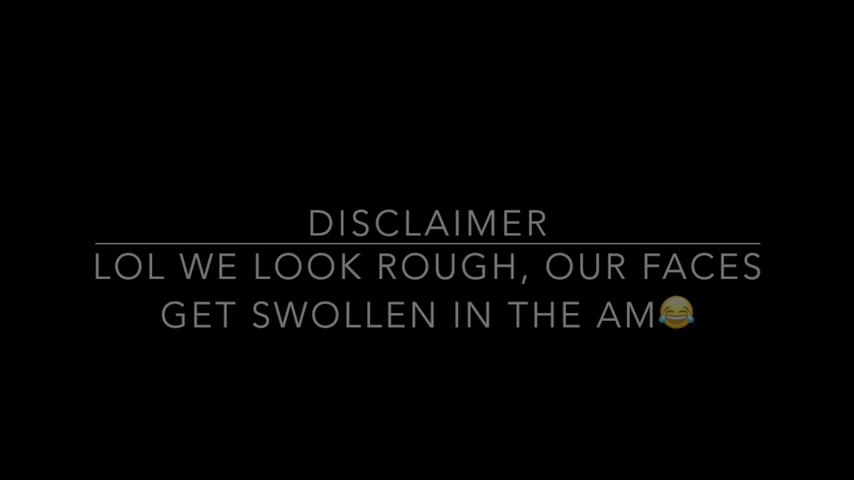 DISCLAIMER
LOL WE LOOK ROUGH, OUR FACES
GET SWOLLEN IN THE AM😂